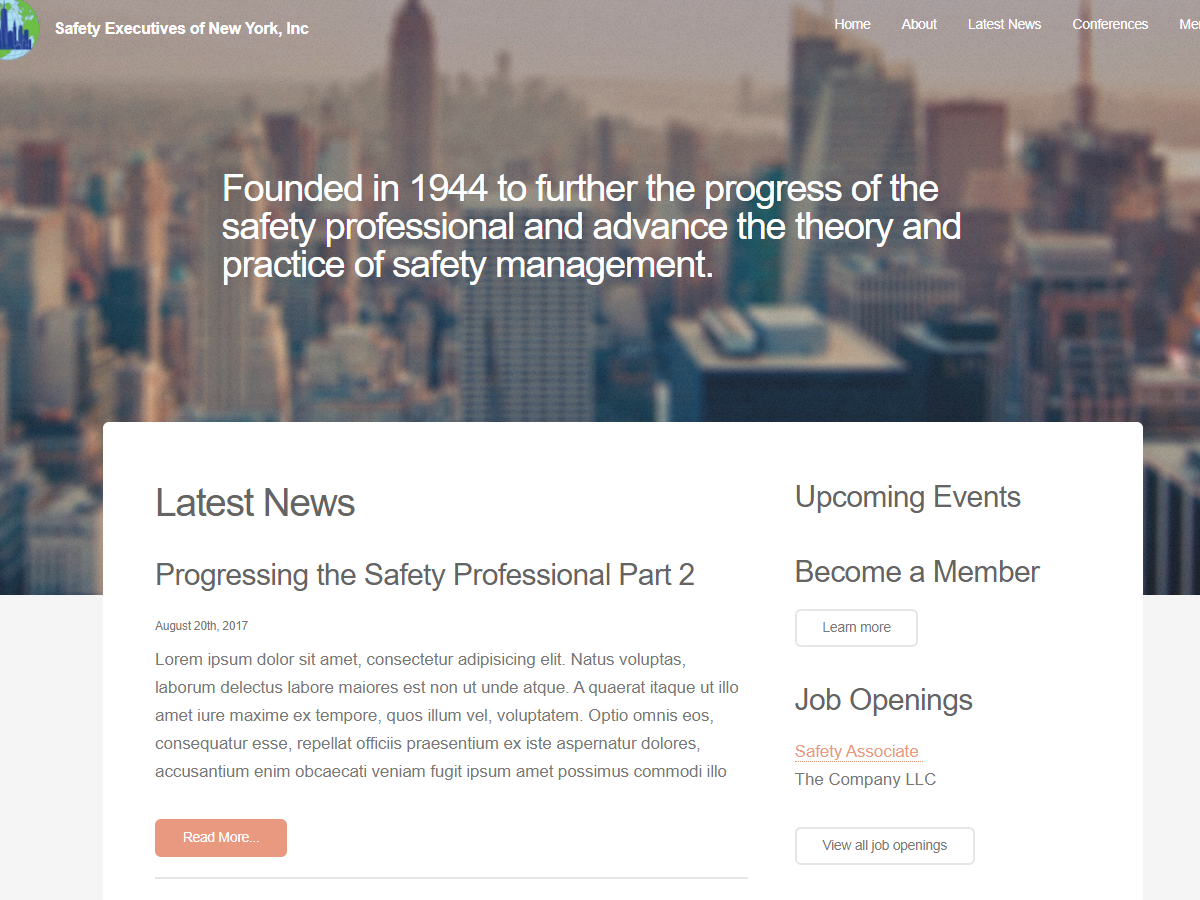 Safety Executives of New York, Inc
Home About Latest News Conferences
Founded in 1944 to further the progress of the
safety professional and advance the theory and
practice of safety management.
Latest News
Progressing the Safety Professional Part 2
August 20th, 2017
Lorem ipsum dolor sit amet, consectetur adipisicing elit. Natus voluptas,
laborum delectus labore maiores est non ut unde atque. A quaerat itaque ut illo
amet iure maxime ex tempore, quos illum vel, voluptatem. Optio omnis eos,
consequatur esse, repellat officiis praesentium ex iste aspernatur dolores,
accusantium enim obcaecati veniam fugit ipsum amet possimus commodi illo
Read More...
Upcoming Events
Become a Member
Learn more
Job Openings
Safety Associate
The Company LLC
View all job openings